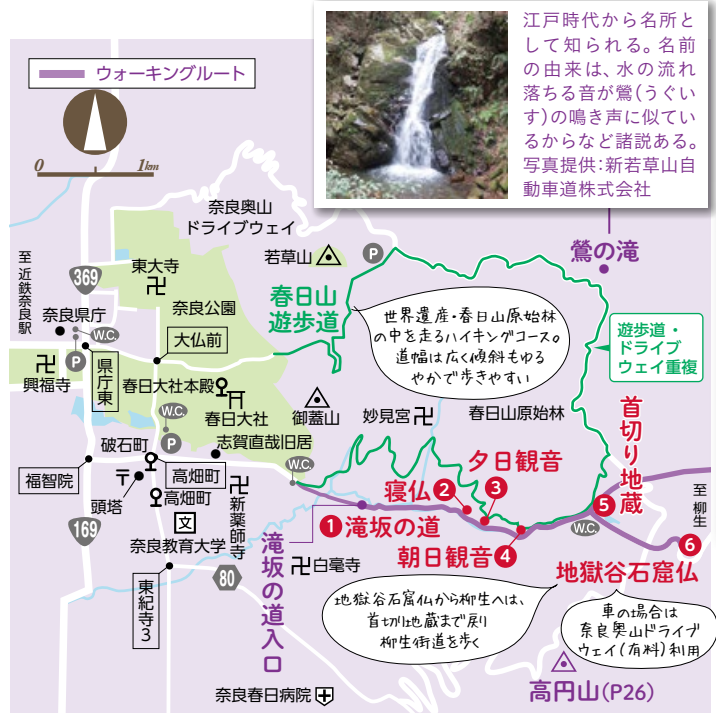 江戸時代から名所と
して知られる。名前
の由来は、水の流れ
落ちる音が鶯(うぐい
す)の鳴き声に似てい
るからなど諸説ある。
写真提供:新若草山自
動車道株式会社
ウォーキングルート
0 1km
奈良奥山
ドライブウェイ
若草山
P
鶯の滝
至近鉄奈良駅
369
東大寺
奈良公園
春日山
遊歩道
世界遺産・春日山原始林
の中を走るハイキングコース。
道幅は広く傾斜もゆる
やかで歩きやすい
遊歩道・
ドライブ
ウェイ重複
奈良県庁
W.C.
大仏前
P
県庁東
興福寺
春日大社本殿
春日大社
御蓋山
妙見宮
春日山原始林
W.C.
P
志賀直哉旧居
首切り地蔵
破石町
夕日観音
W.C.
福智院
高畑町
頭塔
高畑町
新薬師寺
寝仏
2
3
5
至柳生
1 滝坂の道
朝日観音
4
W.C.
6
169
文
奈良教育大学
滝坂の道入口
白毫寺
地獄谷石窟仏
80
東紀寺3
地獄谷石窟仏から柳生へは、
首切り地蔵まで戻り
柳生街道を歩く
車の場合は
奈良奥山ドライブ
ウェイ(有料)利用
高円山(P26)
奈良春日病院